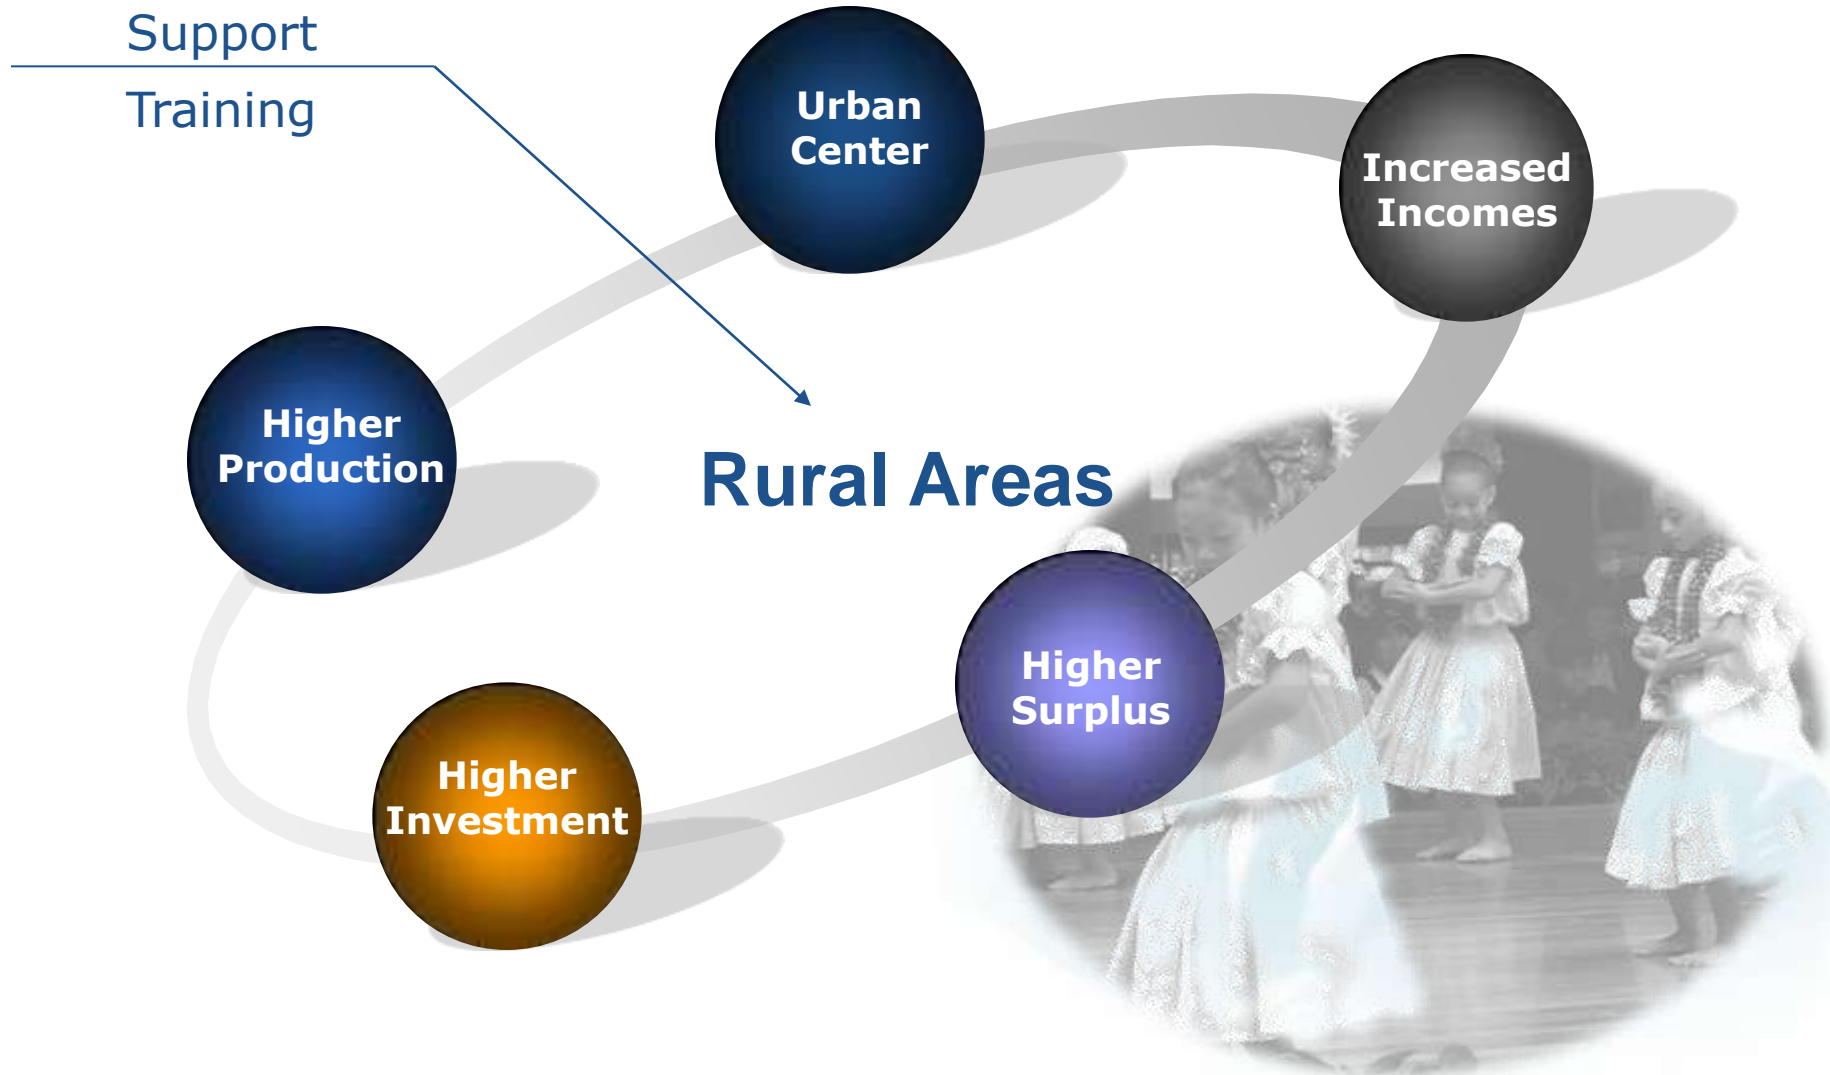 Support
Training
Urban
Center
Increased
Incomes
Higher
Production
Rural Areas
Higher
Surplus
Higher
Investment